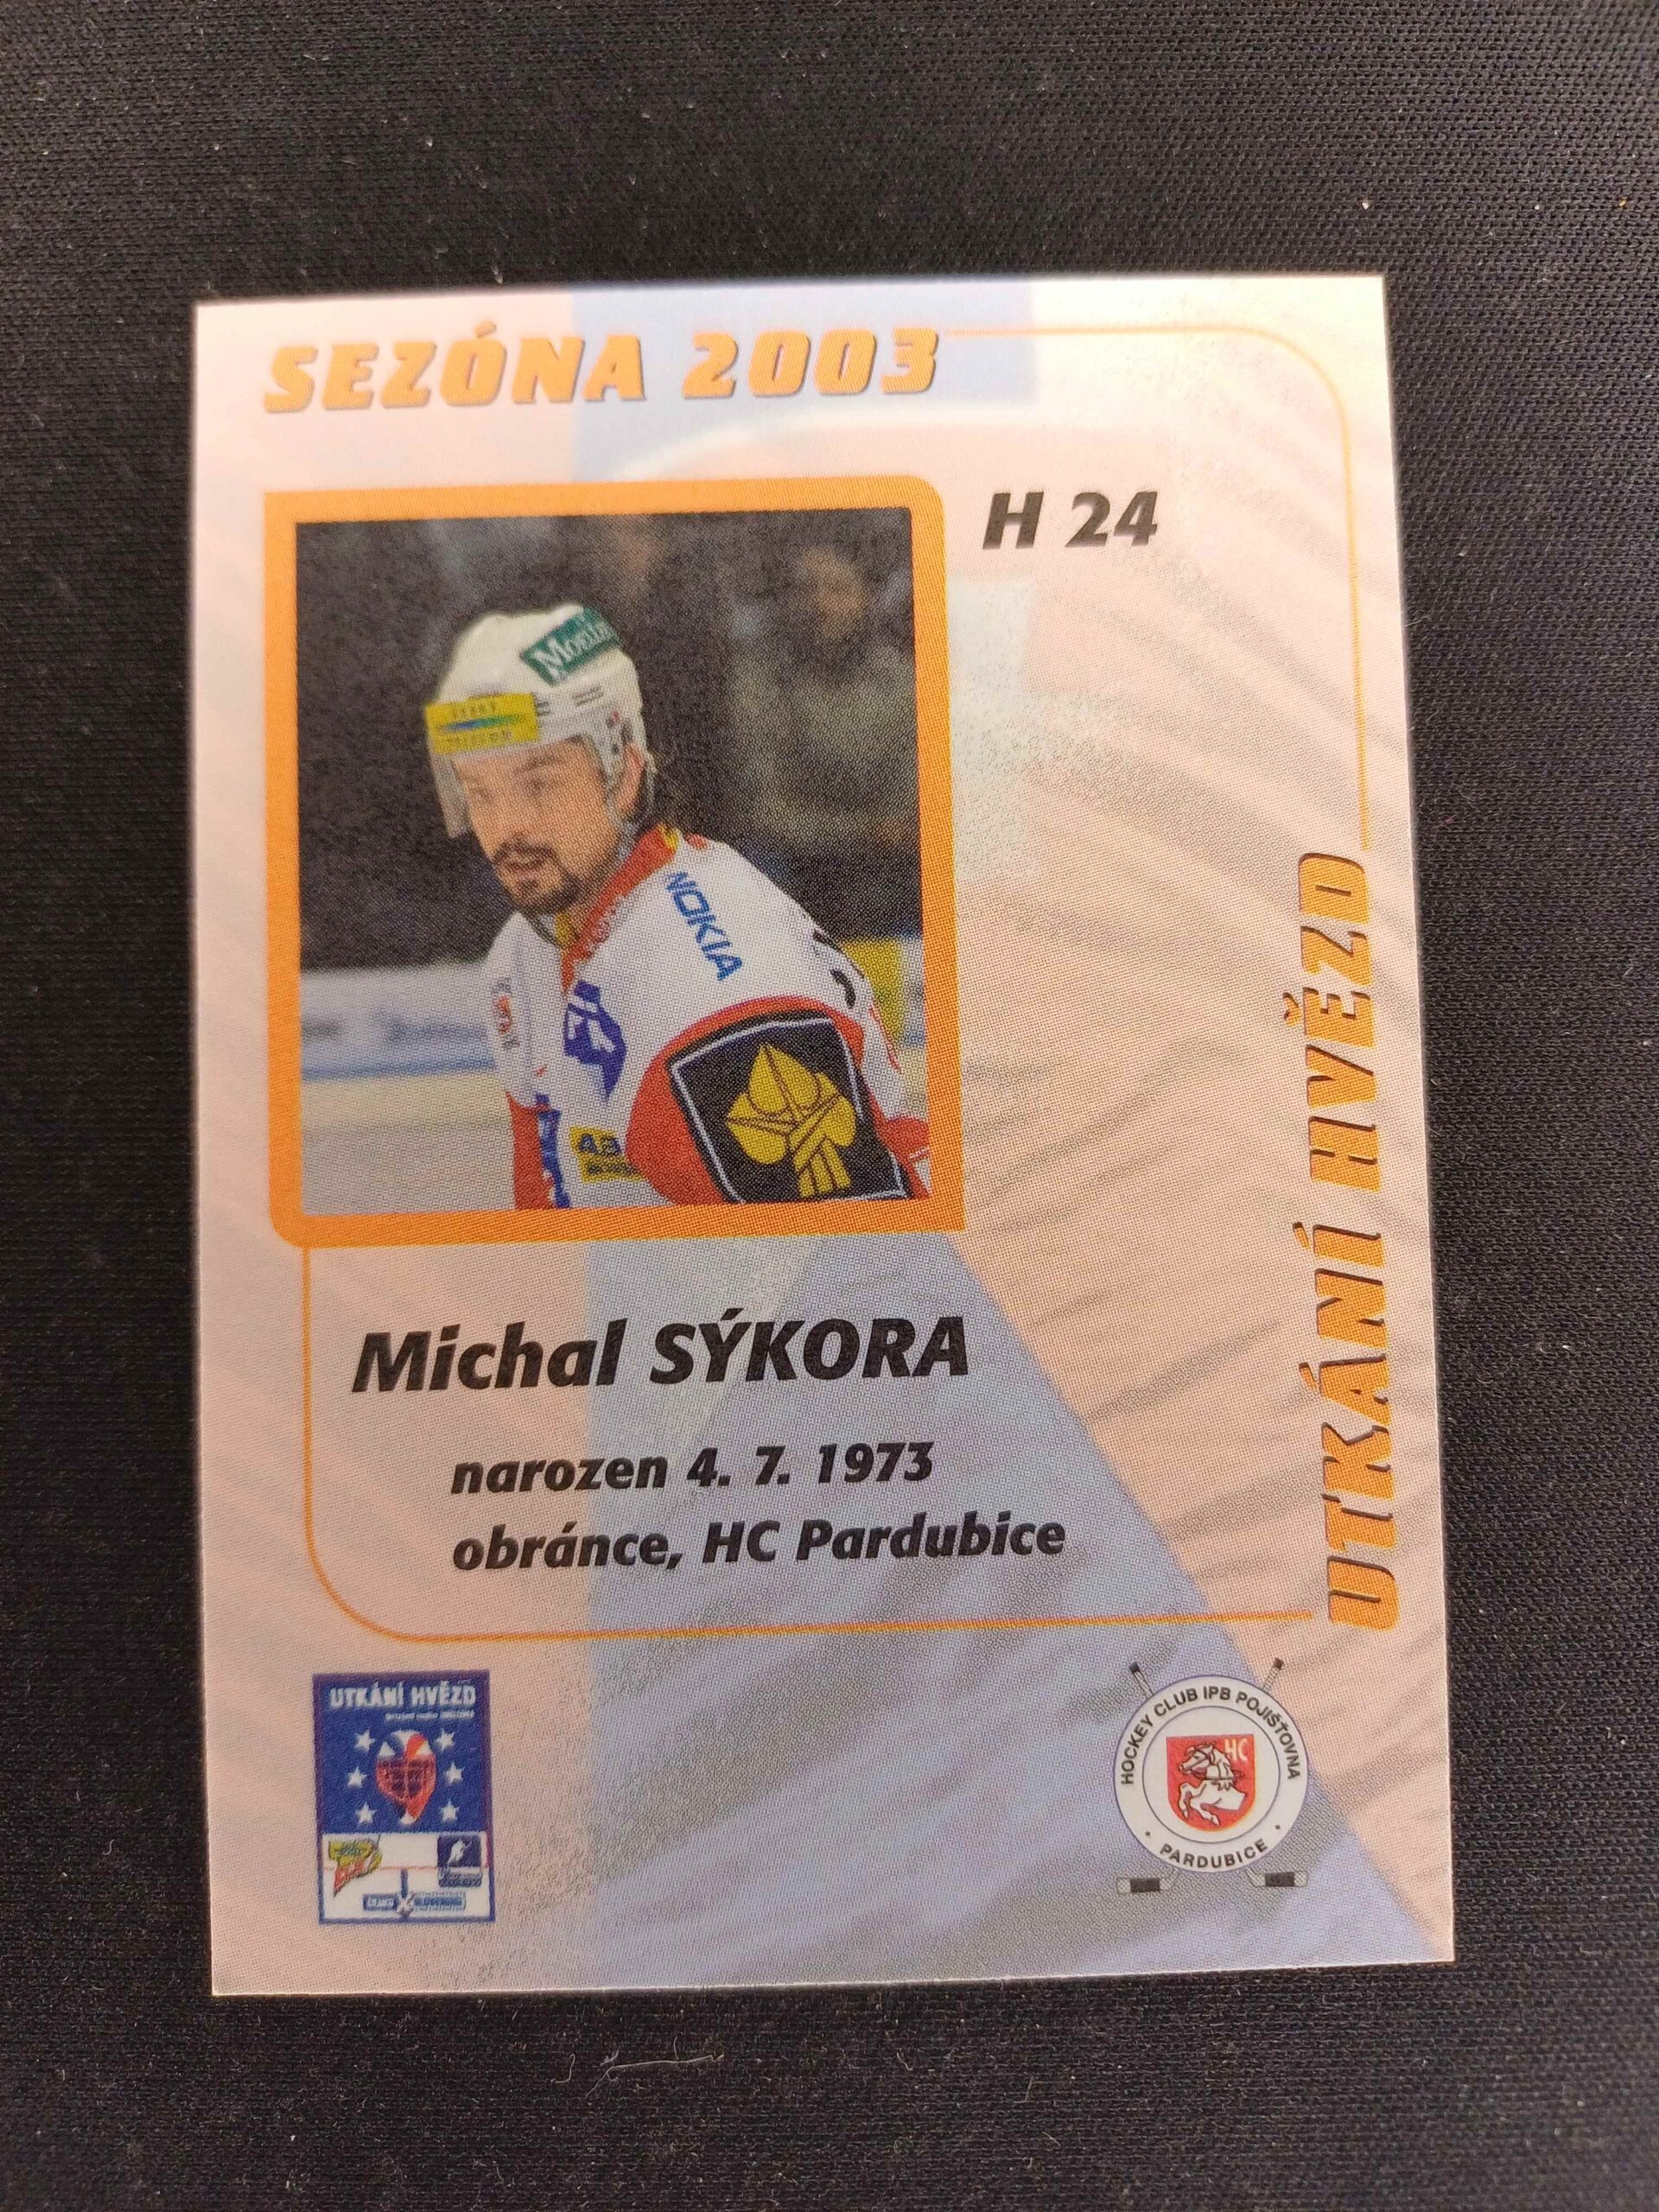 SEZÓNA 2003
H 24
NOKIA
Michal SÝKORA
narozen 4. 7. 1973
obránce, HC Pardubice
UTKÁNÍ HVĚZD
UTKÁNÍ HVĚZD
HOCKEY CLUB IPB POJIŠŤOVNA
HC
• PARDUBICE •